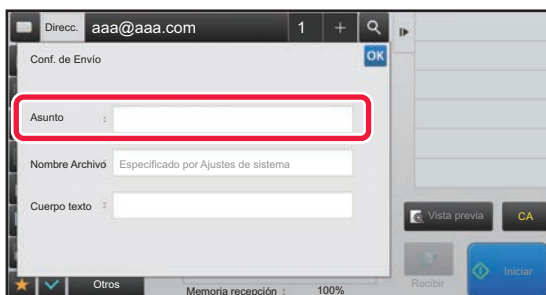 Direcc. aaa@aaa.com 1 +
Conf. de Envío OK
Asunto :
Nombre Archivo : Especificado por Ajustes de sistema
Cuerpo texto :
Vista previa CA
Otros Memoria recepción : 100% Recibir Iniciar